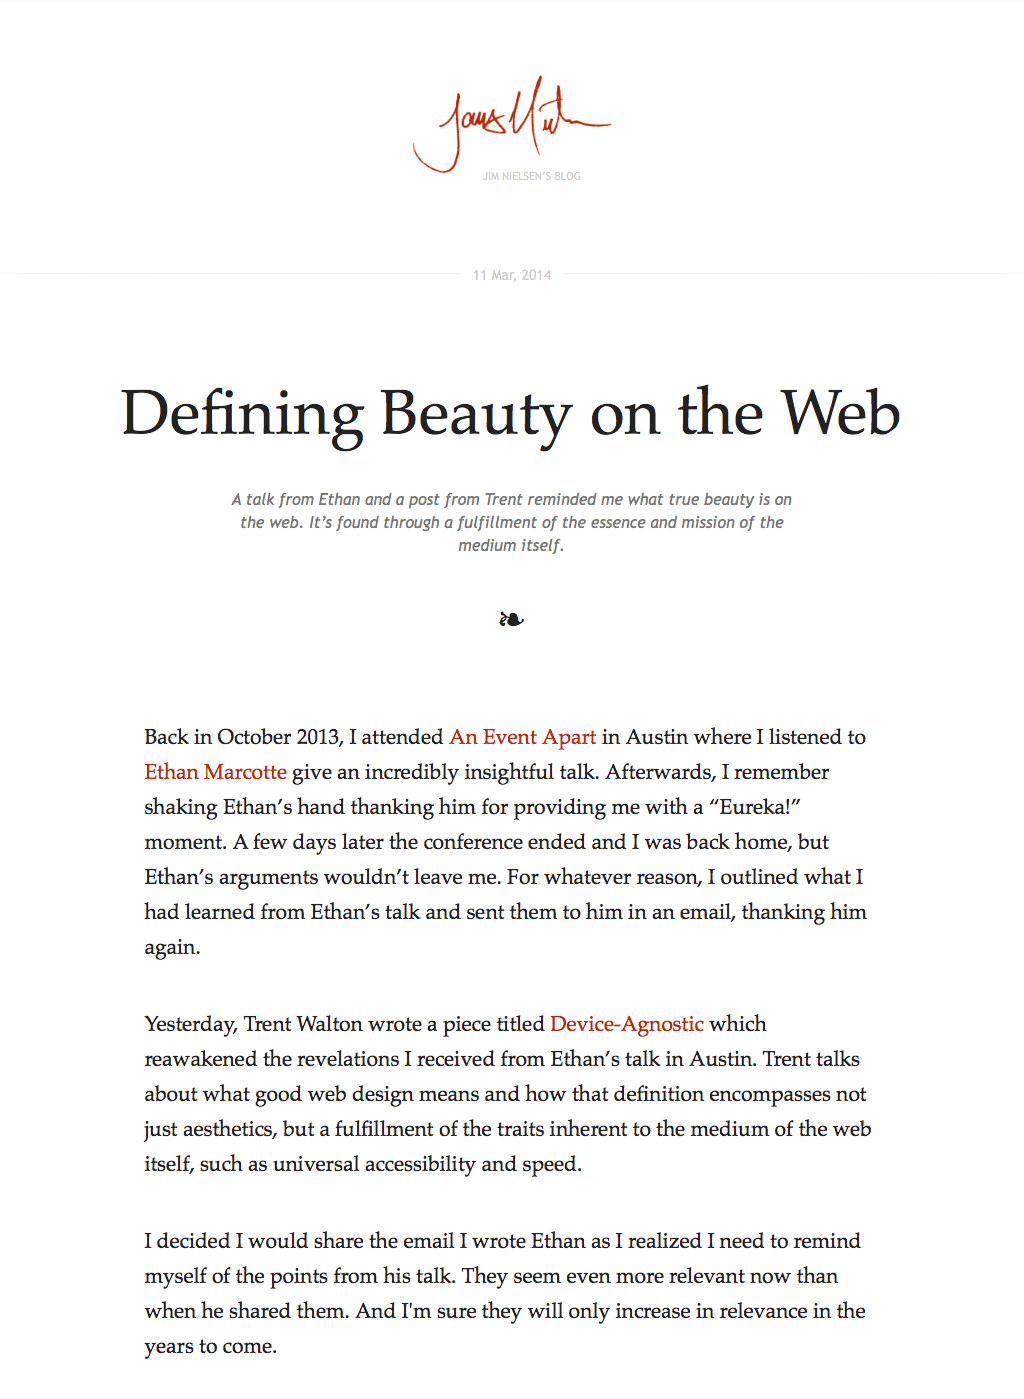 JIM NIELSEN’S BLOG
11 Mar, 2014
Defining Beauty on the Web
A talk from Ethan and a post from Trent reminded me what true beauty is on
the web. It’s found through a fulfillment of the essence and mission of the
medium itself.
Back in October 2013, I attended An Event Apart in Austin where I listened to
Ethan Marcotte give an incredibly insightful talk. Afterwards, I remember
shaking Ethan’s hand thanking him for providing me with a “Eureka!”
moment. A few days later the conference ended and I was back home, but
Ethan’s arguments wouldn’t leave me. For whatever reason, I outlined what I
had learned from Ethan’s talk and sent them to him in an email, thanking him
again.
Yesterday, Trent Walton wrote a piece titled Device-Agnostic which
reawakened the revelations I received from Ethan’s talk in Austin. Trent talks
about what good web design means and how that definition encompasses not
just aesthetics, but a fulfillment of the traits inherent to the medium of the web
itself, such as universal accessibility and speed.
I decided I would share the email I wrote Ethan as I realized I need to remind
myself of the points from his talk. They seem even more relevant now than
when he shared them. And I'm sure they will only increase in relevance in the
years to come.